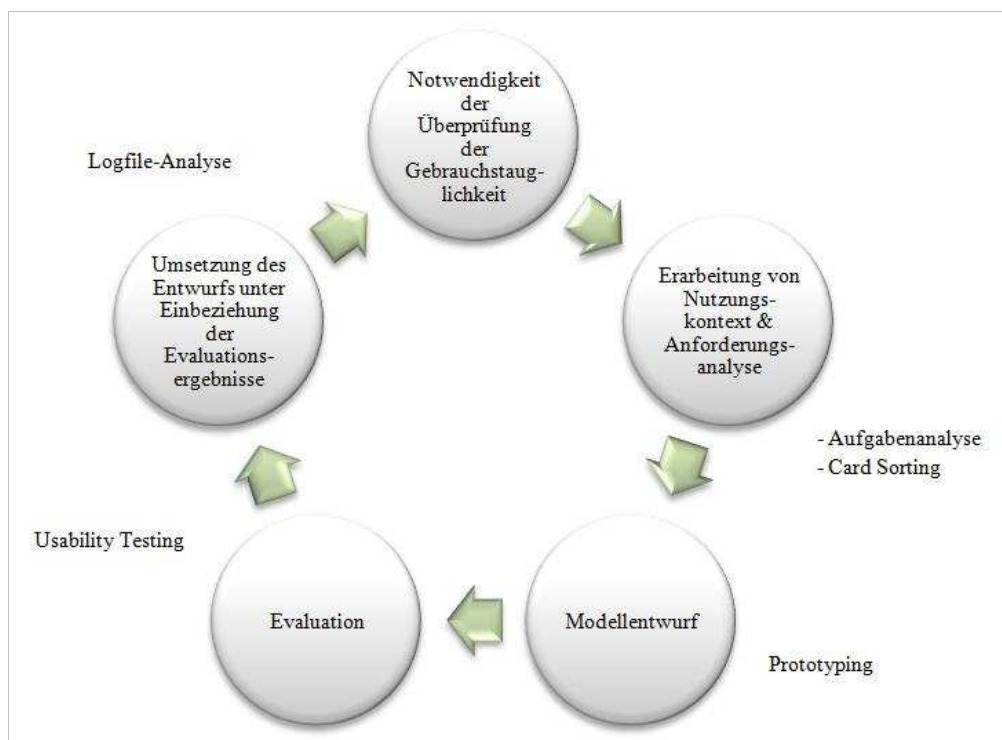 Notwendigkeit
der
Überprüfung
der
Gebrauchstaug-
lichkeit
Logfile-Analyse
Umsetzung des
Entwurfs unter
Einbeziehung
der
Evaluations-
ergebnisse
Erarbeitung von
Nutzungs-
kontext &
Anforderungs-
analyse
- Aufgabenanalyse
- Card Sorting
Usability Testing
Evaluation
Modellentwurf
Prototyping